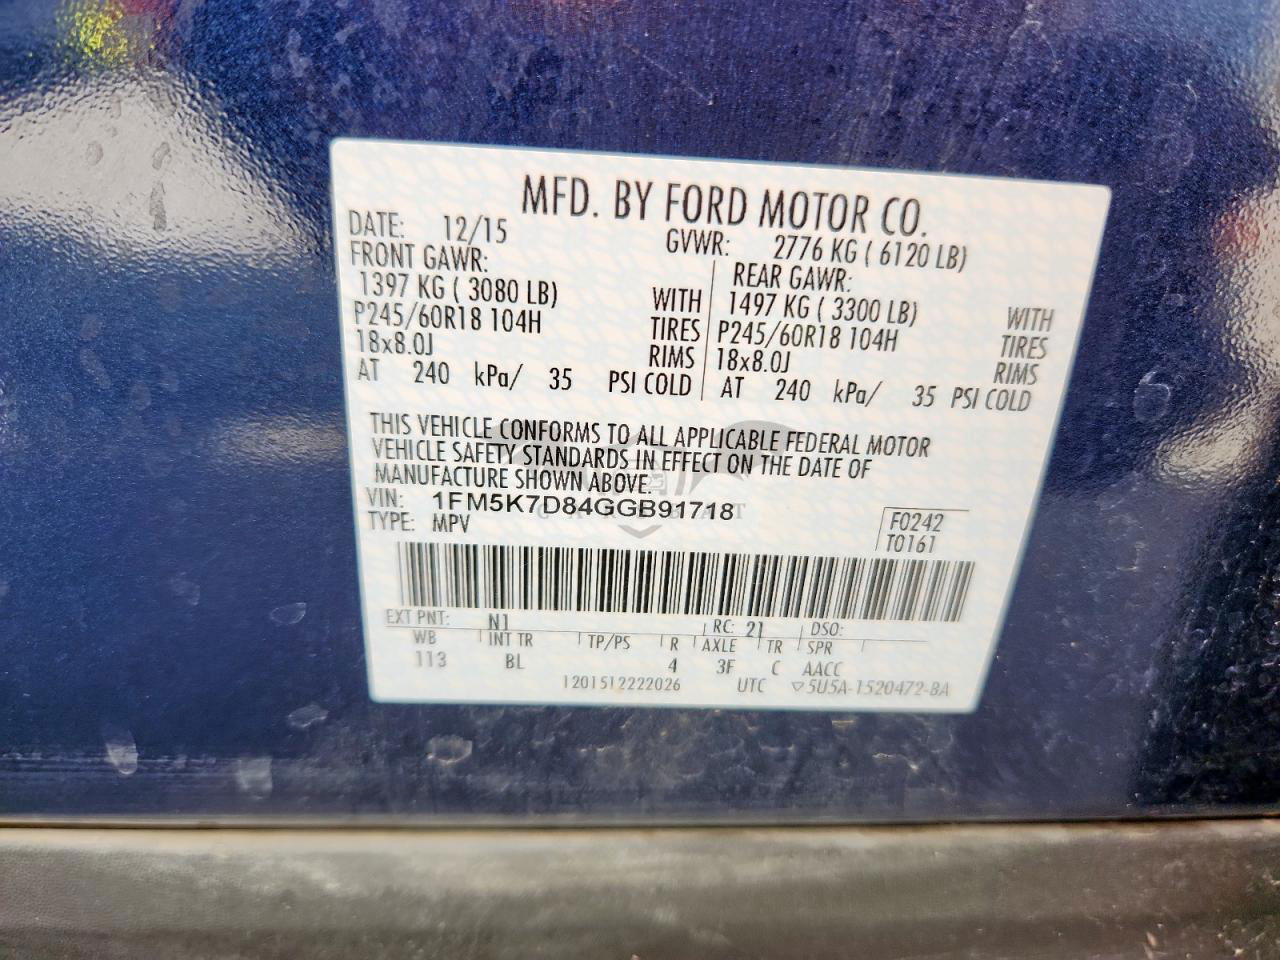 MFD. BY FORD MOTOR CO.
DATE: 12/15 GVWR: 2776 KG ( 6120 LB)
FRONT GAWR: REAR GAWR:
1397 KG ( 3080 LB) WITH 1497 KG ( 3300 LB) WITH
P245/60R18 104H TIRES P245/60R18 104H TIRES
18x8.0J RIMS 18x8.0J RIMS
AT 240 kPa/ 35 PSI COLD AT 240 kPa/ 35 PSI COLD
THIS VEHICLE CONFORMS TO ALL APPLICABLE FEDERAL MOTOR
VEHICLE SAFETY STANDARDS IN EFFECT ON THE DATE OF
MANUFACTURE SHOWN ABOVE.
VIN: 1FM5K7D84GGB91718
TYPE: MPV F0242
T0161
EXT PNT: N1 RC: 21 DSO:
WB INT TR TP/PS R AXLE TR SPR
113 BL 4 3F C AACC
1201512222026 UTC ▽5U5A-1520472-BA